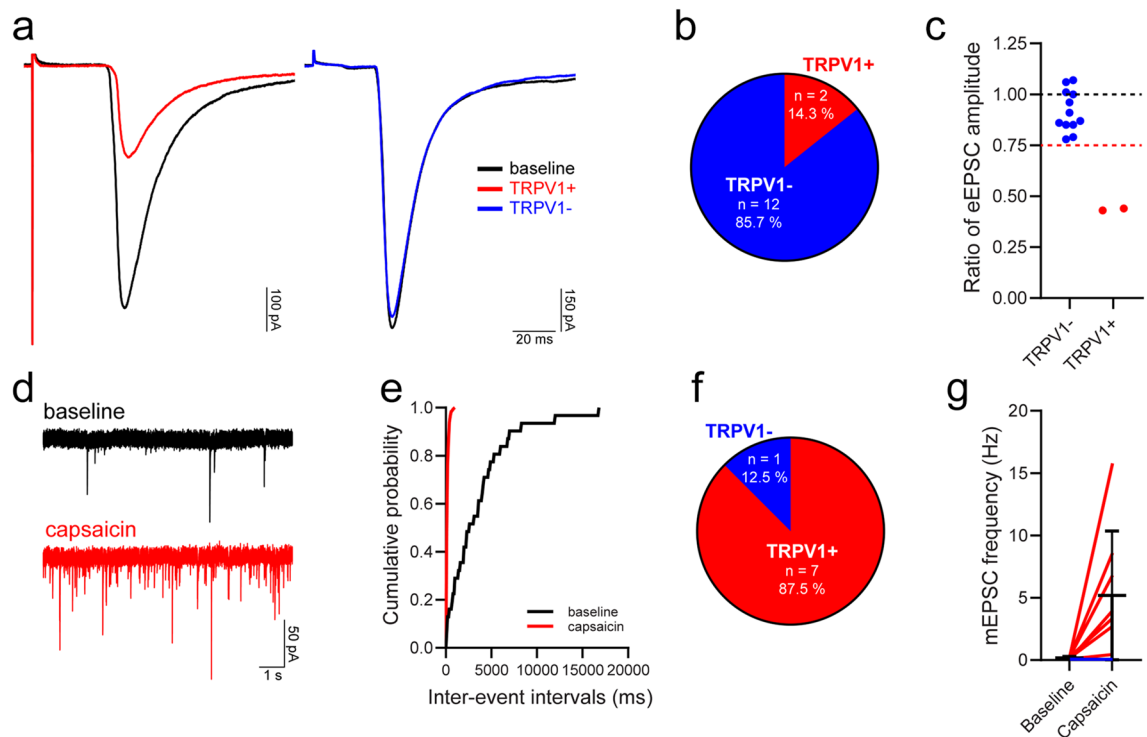 a
baseline
TRPV1+
TRPV1-
100 pA
150 pA
20 ms
b
TRPV1+
n = 2
14.3 %
TRPV1-
n = 12
85.7 %
c
Ratio of eEPSC amplitude
1.25
1.00
0.75
0.50
0.25
0.00
TRPV1-
TRPV1+
d
baseline
capsaicin
50 pA
1 s
e
Cumulative probability
1.0
0.8
0.6
0.4
0.2
0.0
baseline
capsaicin
0
5000
10000
15000
20000
Inter-event intervals (ms)
f
TRPV1-
n = 1
12.5 %
TRPV1+
n = 7
87.5 %
g
mEPSC frequency (Hz)
20
15
10
5
0
Baseline
Capsaicin